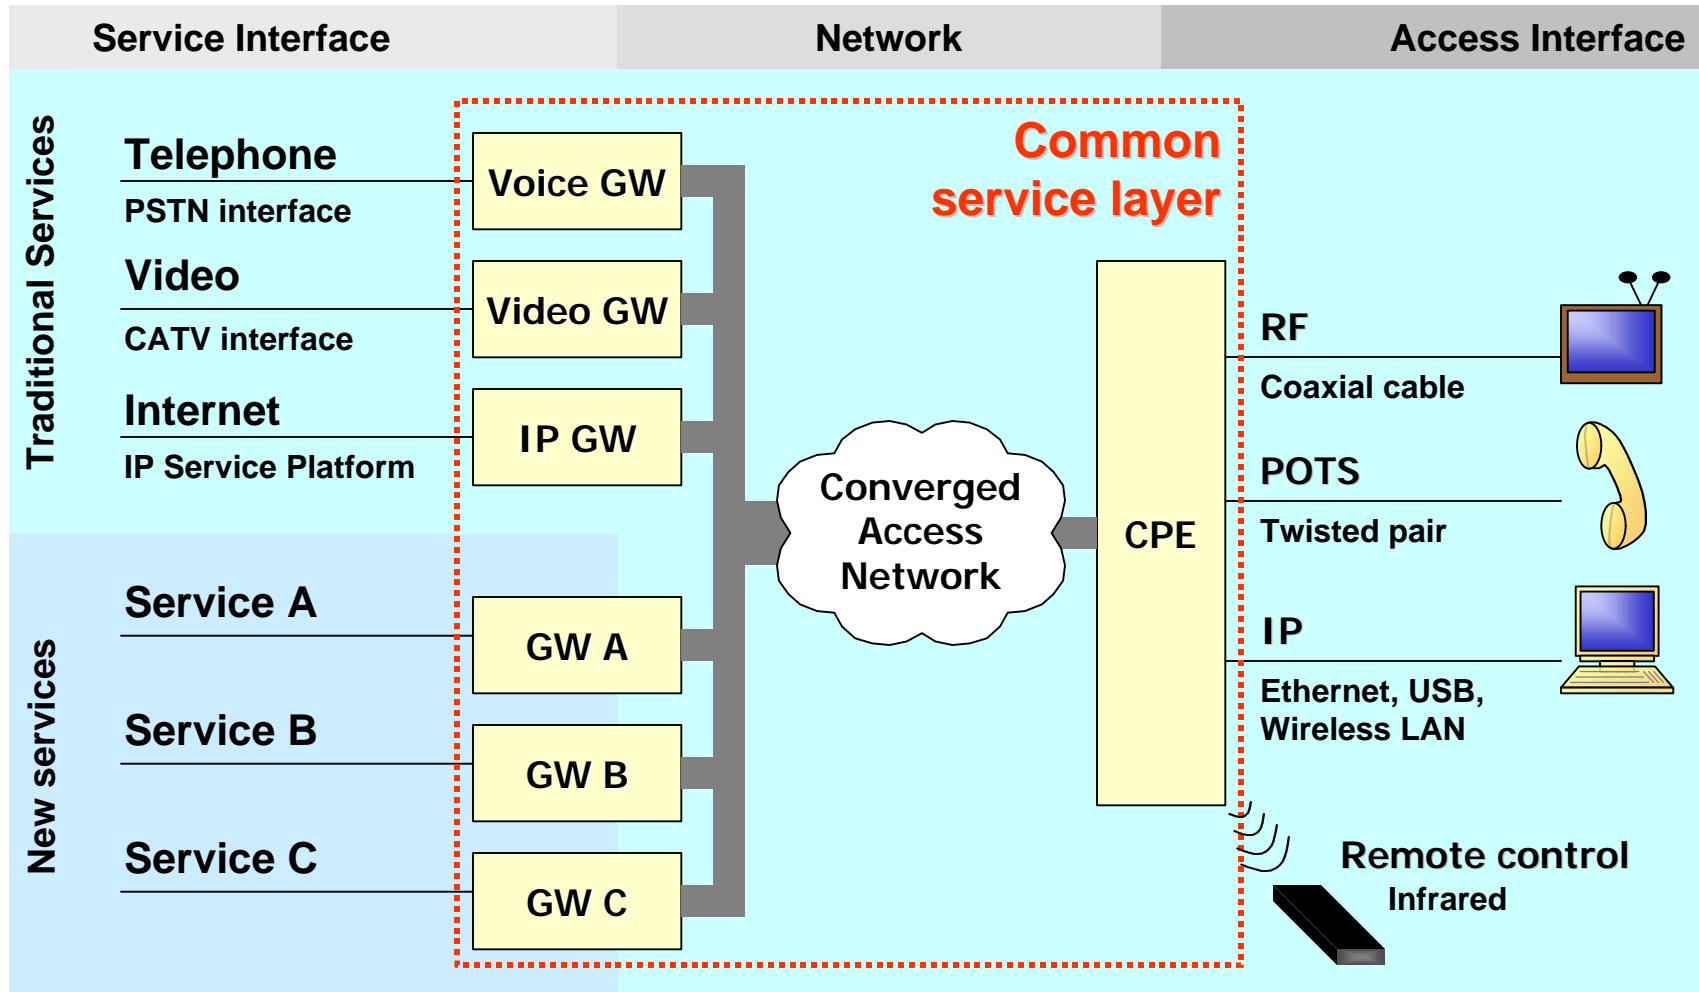 Service Interface
Network
Access Interface
Traditional Services
Telephone
PSTN interface
Voice GW
Video
CATV interface
Video GW
Internet
IP Service Platform
IP GW
New services
Service A
GW A
Service B
GW B
Service C
GW C
Common
service layer
Converged
Access
Network
CPE
RF
Coaxial cable
POTS
Twisted pair
IP
Ethernet, USB,
Wireless LAN
Remote control
Infrared